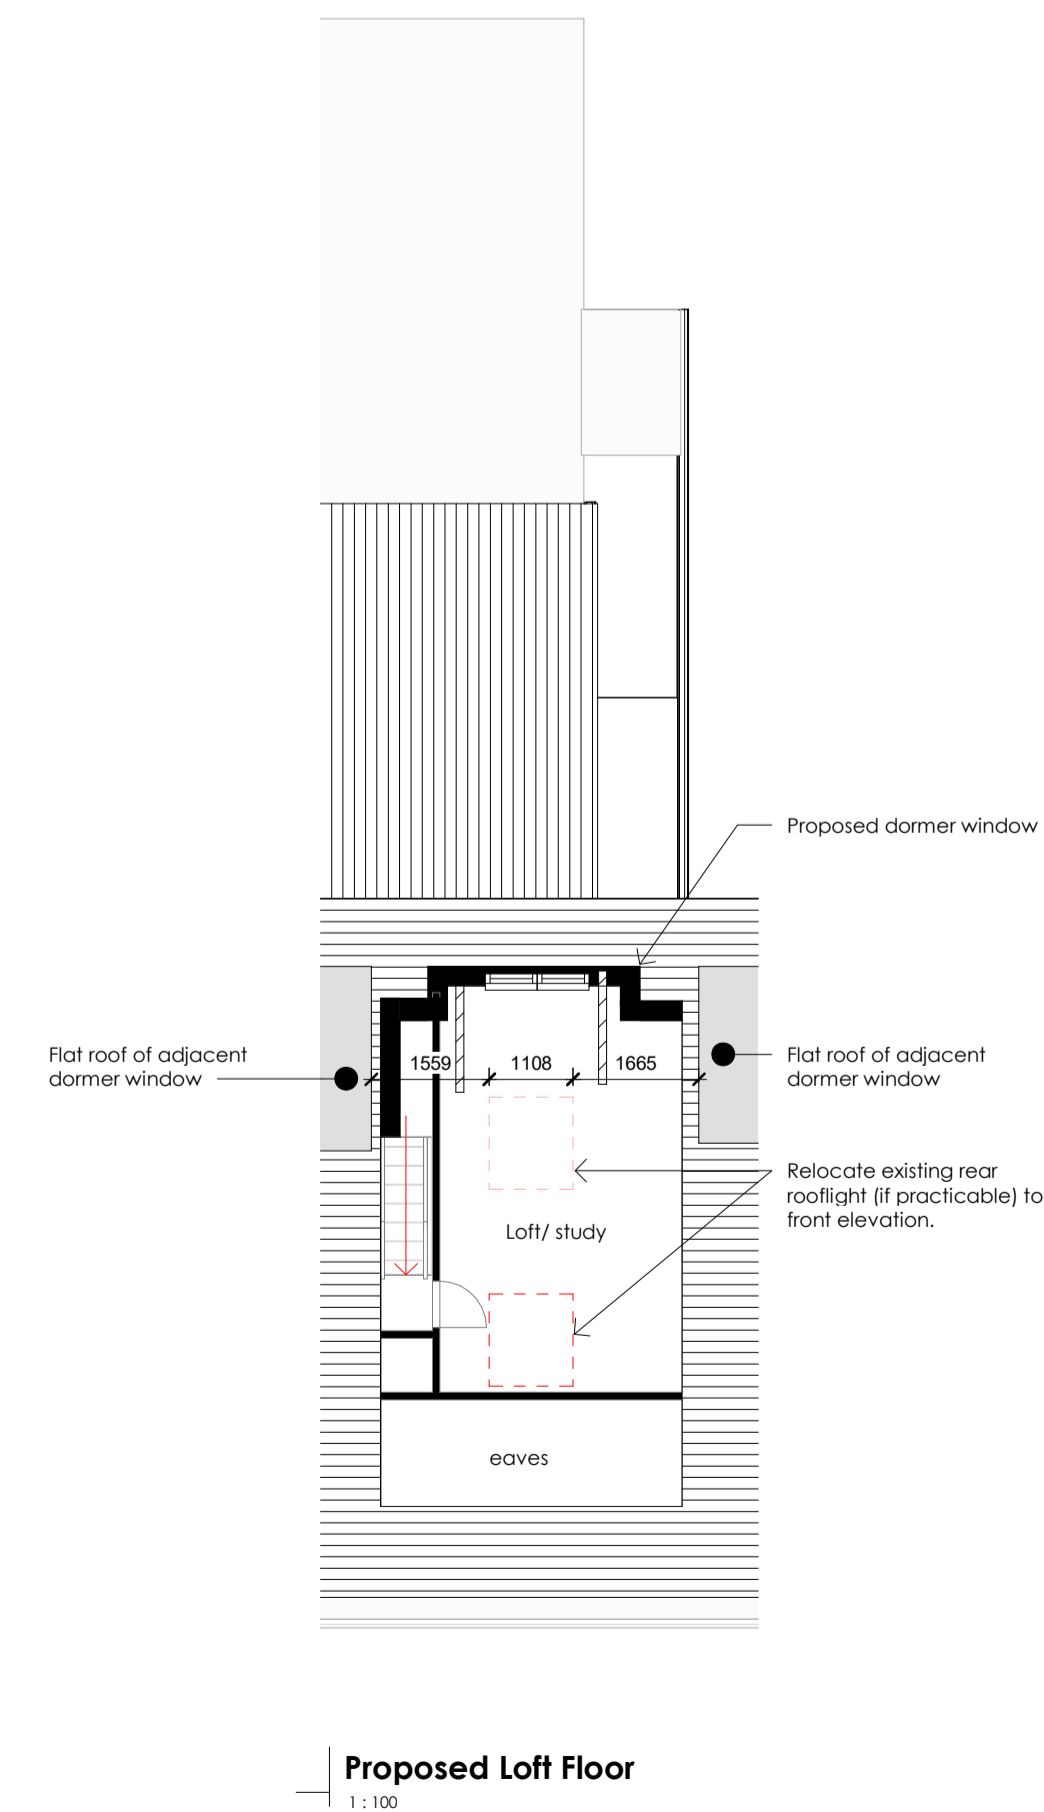 Proposed dormer window
Flat roof of adjacent
dormer window
1559 1108 1665
Flat roof of adjacent
dormer window
Relocate existing rear
rooflight (if practicable) to
front elevation.
Loft/ study
eaves
Proposed Loft Floor
1 : 100